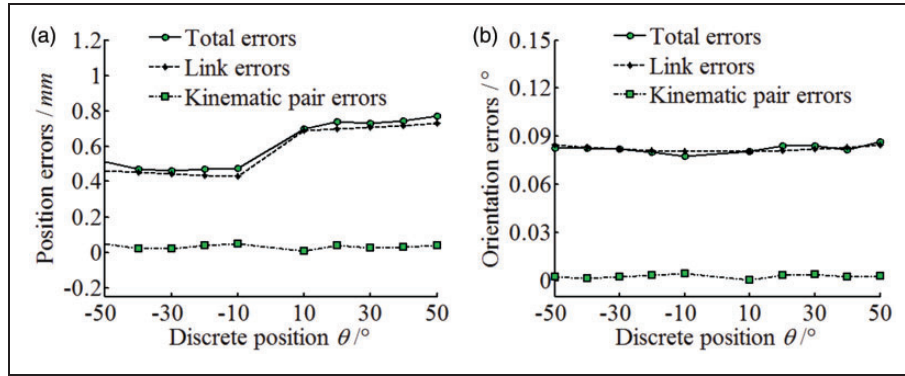 (a)
Position errors / mm
1.2
1
0.8
0.6
0.4
0.2
0
-0.2
Total errors
Link errors
Kinematic pair errors
-50
-30
-10
10
30
50
Discrete position θ /°
(b)
Orientation errors / °
0.15
0.12
0.09
0.06
0.03
0
Total errors
Link errors
Kinematic pair errors
-50
-30
-10
10
30
50
Discrete position θ /°